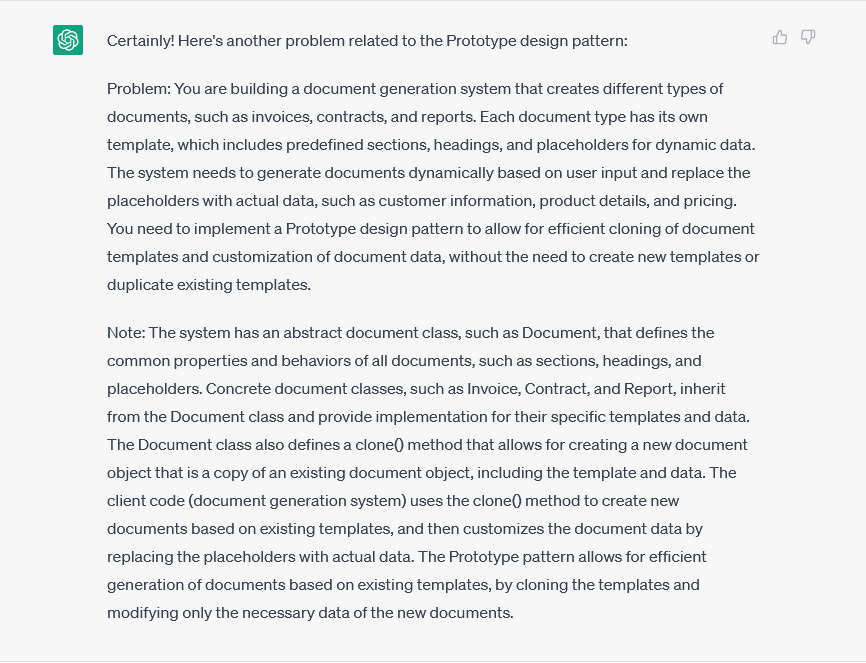 Certainly! Here's another problem related to the Prototype design pattern:
Problem: You are building a document generation system that creates different types of
documents, such as invoices, contracts, and reports. Each document type has its own
template, which includes predefined sections, headings, and placeholders for dynamic data.
The system needs to generate documents dynamically based on user input and replace the
placeholders with actual data, such as customer information, product details, and pricing.
You need to implement a Prototype design pattern to allow for efficient cloning of document
templates and customization of document data, without the need to create new templates or
duplicate existing templates.
Note: The system has an abstract document class, such as Document, that defines the
common properties and behaviors of all documents, such as sections, headings, and
placeholders. Concrete document classes, such as Invoice, Contract, and Report, inherit
from the Document class and provide implementation for their specific templates and data.
The Document class also defines a clone() method that allows for creating a new document
object that is a copy of an existing document object, including the template and data. The
client code (document generation system) uses the clone() method to create new
documents based on existing templates, and then customizes the document data by
replacing the placeholders with actual data. The Prototype pattern allows for efficient
generation of documents based on existing templates, by cloning the templates and
modifying only the necessary data of the new documents.